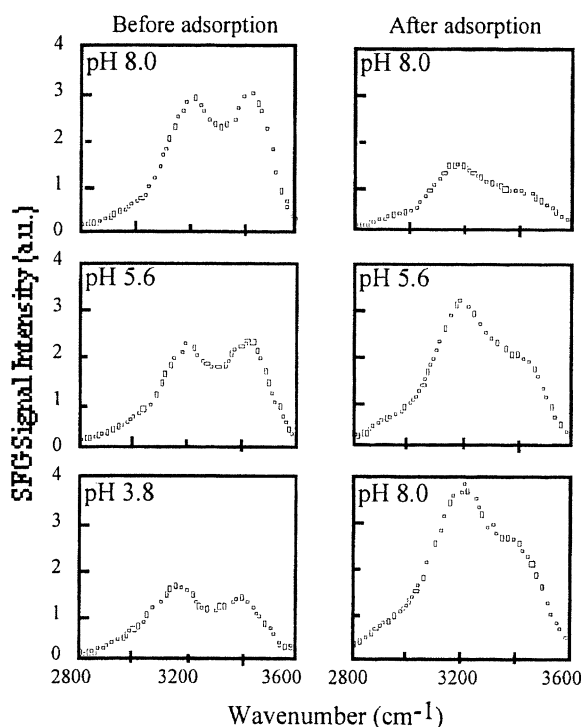 Before adsorption After adsorption
4 pH 8.0 pH 8.0
3
2
1
0
4 pH 5.6 pH 5.6
3
2
1
0
4 pH 3.8 pH 8.0
3
2
1
0
2800 3200 3600 2800 3200 3600
SFG Signal Intensity (a.u.)
Wavenumber (cm-1)